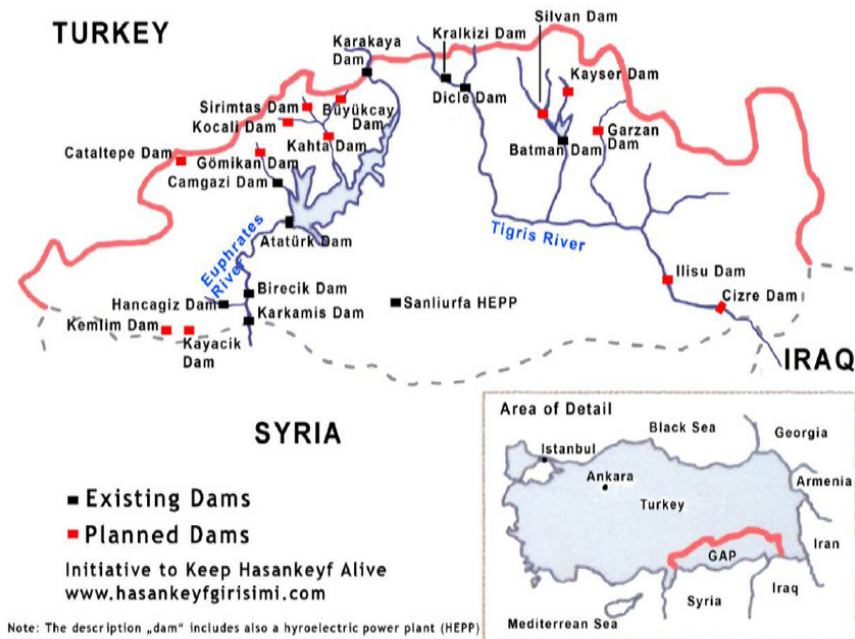 TURKEY
Karakaya
Dam
Kralkizi Dam
Silvan Dam
Kayser Dam
Sirimtas Dam
Büyükcay
Dam
Kocali Dam
Dicle Dam
Garzan
Dam
Kahta Dam
Batman Dam
Cataltepe Dam
Gömikan Dam
Camgazi Dam
Euphrates
River
Atatürk Dam
Tigris River
Ilisu Dam
Birecik Dam
Cizre Dam
Hancagiz Dam
Sanliurfa HEPP
Karkamis Dam
Kemlim Dam
Kayacik
Dam
IRAQ
SYRIA
Existing Dams
Planned Dams
Initiative to Keep Hasankeyf Alive
www.hasankeyfgirisimi.com
Note: The description „dam“ includes also a hyroelectric power plant (HEPP)
Area of Detail
Black Sea
Georgia
Istanbul
Ankara
Armenia
Turkey
Iran
GAP
Iraq
Syria
Mediterrean Sea